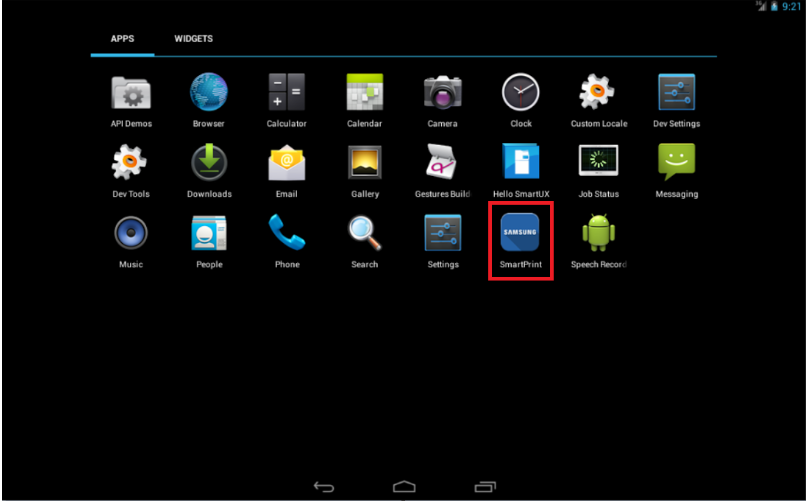 3G 9:21
APPS WIDGETS
API Demos Browser Calculator Calendar Camera Clock Custom Locale Dev Settings
Dev Tools Downloads Email Gallery Gestures Build Hello SmartUX Job Status Messaging
SAMSUNG
Music People Phone Search Settings SmartPrint Speech Record